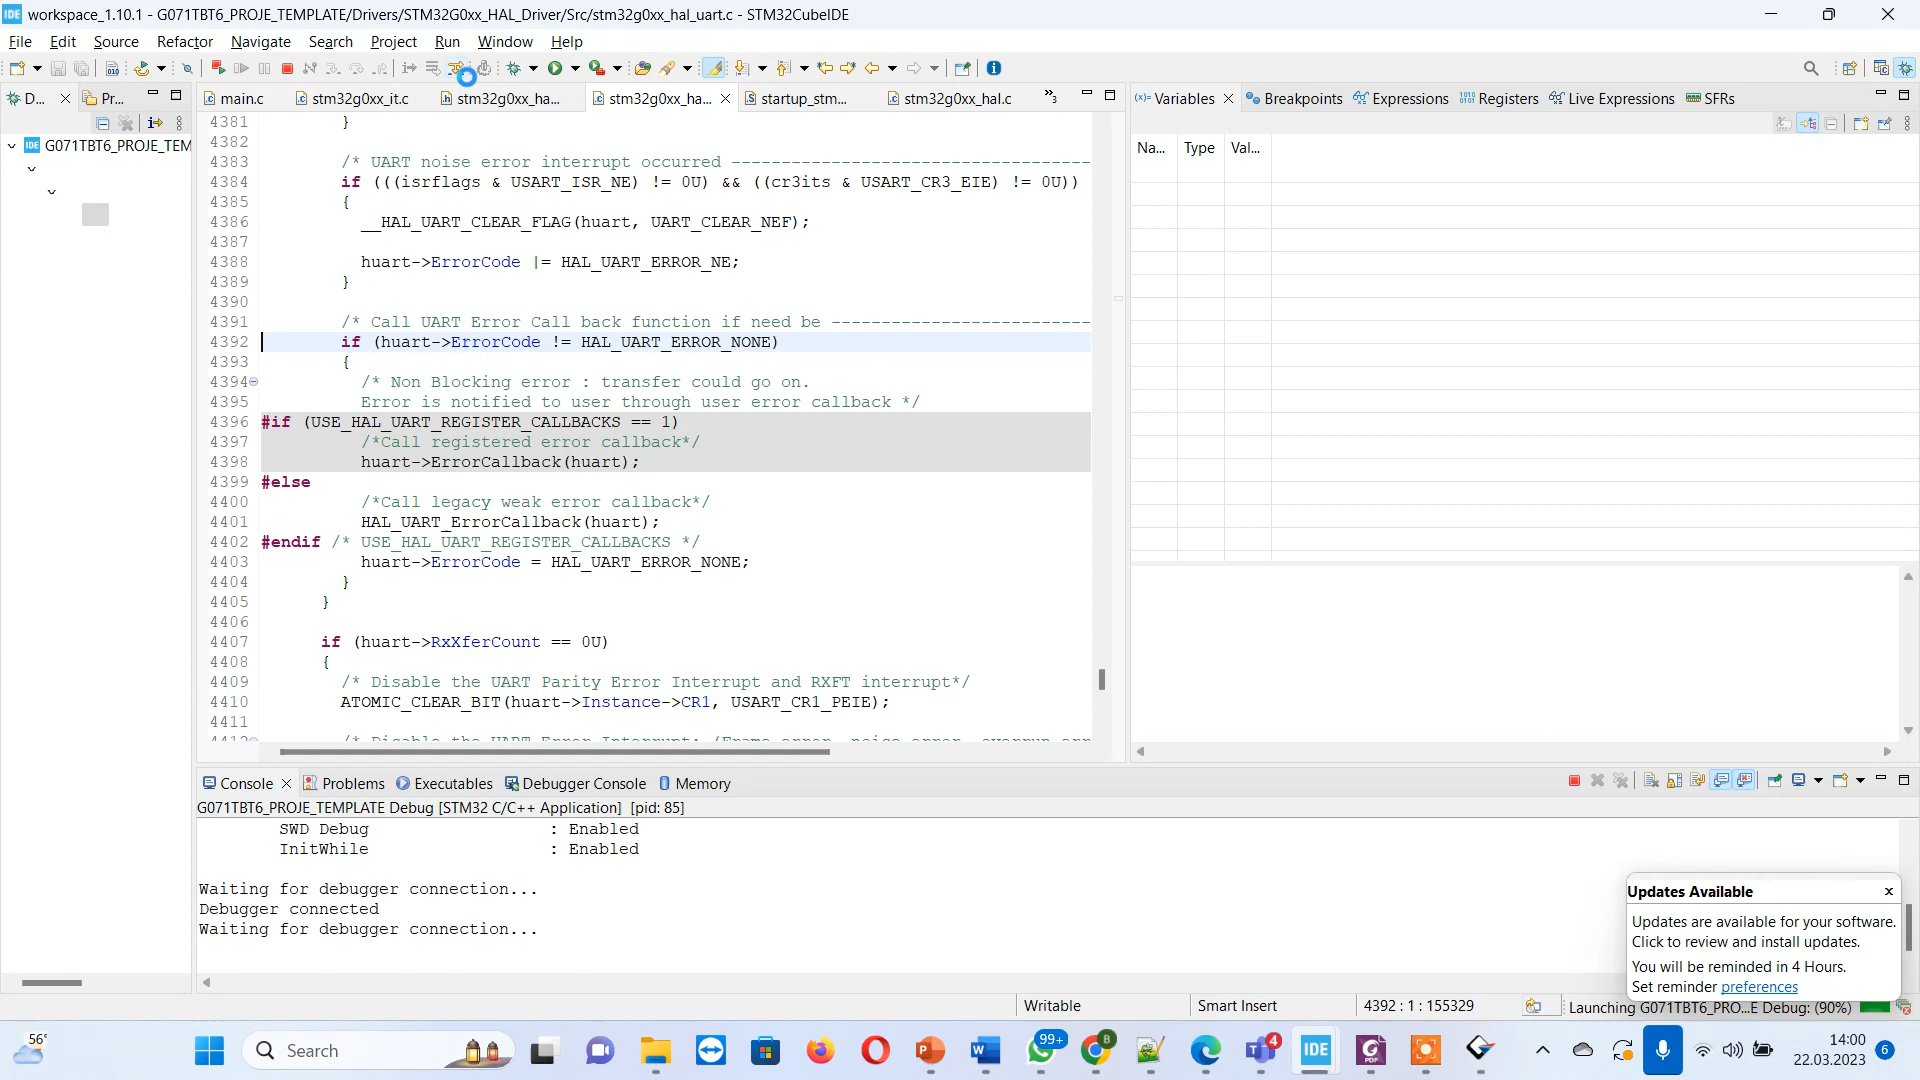 IDE workspace_1.10.1 - G071TBT6_PROJE_TEMPLATE/Drivers/STM32G0xx_HAL_Driver/Src/stm32g0xx_hal_uart.c - STM32CubeIDE
File Edit Source Refactor Navigate Search Project Run Window Help
D... Pr... main.c stm32g0xx_it.c stm32g0xx_ha... stm32g0xx_ha... startup_stm... stm32g0xx_hal.c »3
(x)= Variables Breakpoints Expressions Registers Live Expressions SFRs
IDE G071TBT6_PROJE_TEM
Na... Type Val...
4381 }
4382
4383 /* UART noise error interrupt occurred ------------------------------------
4384 if (((isrflags & USART_ISR_NE) != 0U) && ((cr3its & USART_CR3_EIE) != 0U))
4385 {
4386 __HAL_UART_CLEAR_FLAG(huart, UART_CLEAR_NEF);
4387
4388 huart->ErrorCode |= HAL_UART_ERROR_NE;
4389 }
4390
4391 /* Call UART Error Call back function if need be --------------------------
4392 if (huart->ErrorCode != HAL_UART_ERROR_NONE)
4393 {
4394 /* Non Blocking error : transfer could go on.
4395 Error is notified to user through user error callback */
4396 #if (USE_HAL_UART_REGISTER_CALLBACKS == 1)
4397 /*Call registered error callback*/
4398 huart->ErrorCallback(huart);
4399 #else
4400 /*Call legacy weak error callback*/
4401 HAL_UART_ErrorCallback(huart);
4402 #endif /* USE_HAL_UART_REGISTER_CALLBACKS */
4403 huart->ErrorCode = HAL_UART_ERROR_NONE;
4404 }
4405 }
4406
4407 if (huart->RxXferCount == 0U)
4408 {
4409 /* Disable the UART Parity Error Interrupt and RXFT interrupt*/
4410 ATOMIC_CLEAR_BIT(huart->Instance->CR1, USART_CR1_PEIE);
4411
4412 /* Disable the UART Error Interrupt: (Frame error, noise error, overrun err
Console Problems Executables Debugger Console Memory
G071TBT6_PROJE_TEMPLATE Debug [STM32 C/C++ Application] [pid: 85]
SWD Debug : Enabled
InitWhile : Enabled
Waiting for debugger connection...
Debugger connected
Waiting for debugger connection...
Updates Available
Updates are available for your software.
Click to review and install updates.
You will be reminded in 4 Hours.
Set reminder preferences
Writable Smart Insert 4392 : 1 : 155329 Launching G071TBT6_PRO...E Debug: (90%)
56°
Search
99+
B
4
IDE
PDF
14:00
22.03.2023
6